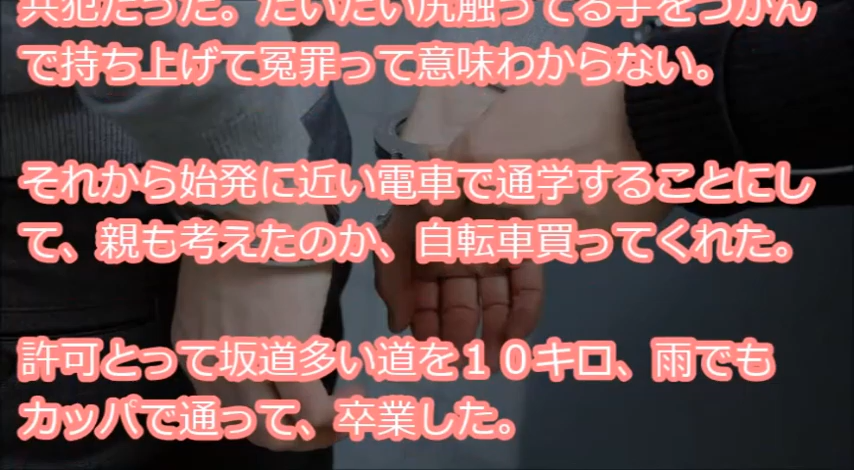 共犯だった。だいたい尻触ってる手をつかん
で持ち上げて冤罪って意味わからない。
それから始発に近い電車で通学することにし
て、親も考えたのか、自転車買ってくれた。
許可とって坂道多い道を１０キロ、雨でも
カッパで通って、卒業した。